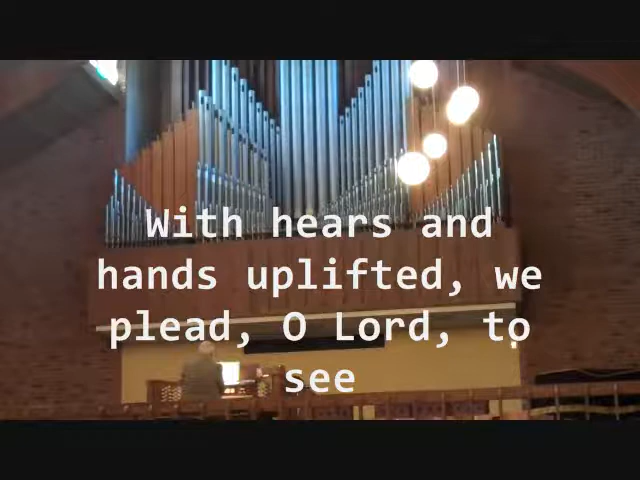 With hears and
hands uplifted, we
plead, O Lord, to
see